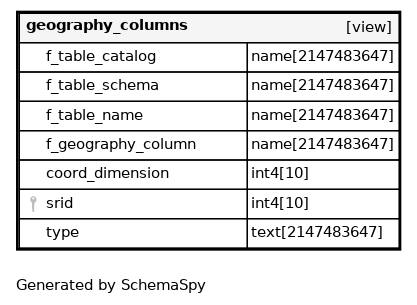 geography_columns [view]
f_table_catalog name[2147483647]
f_table_schema name[2147483647]
f_table_name name[2147483647]
f_geography_column name[2147483647]
coord_dimension int4[10]
srid int4[10]
type text[2147483647]
Generated by SchemaSpy